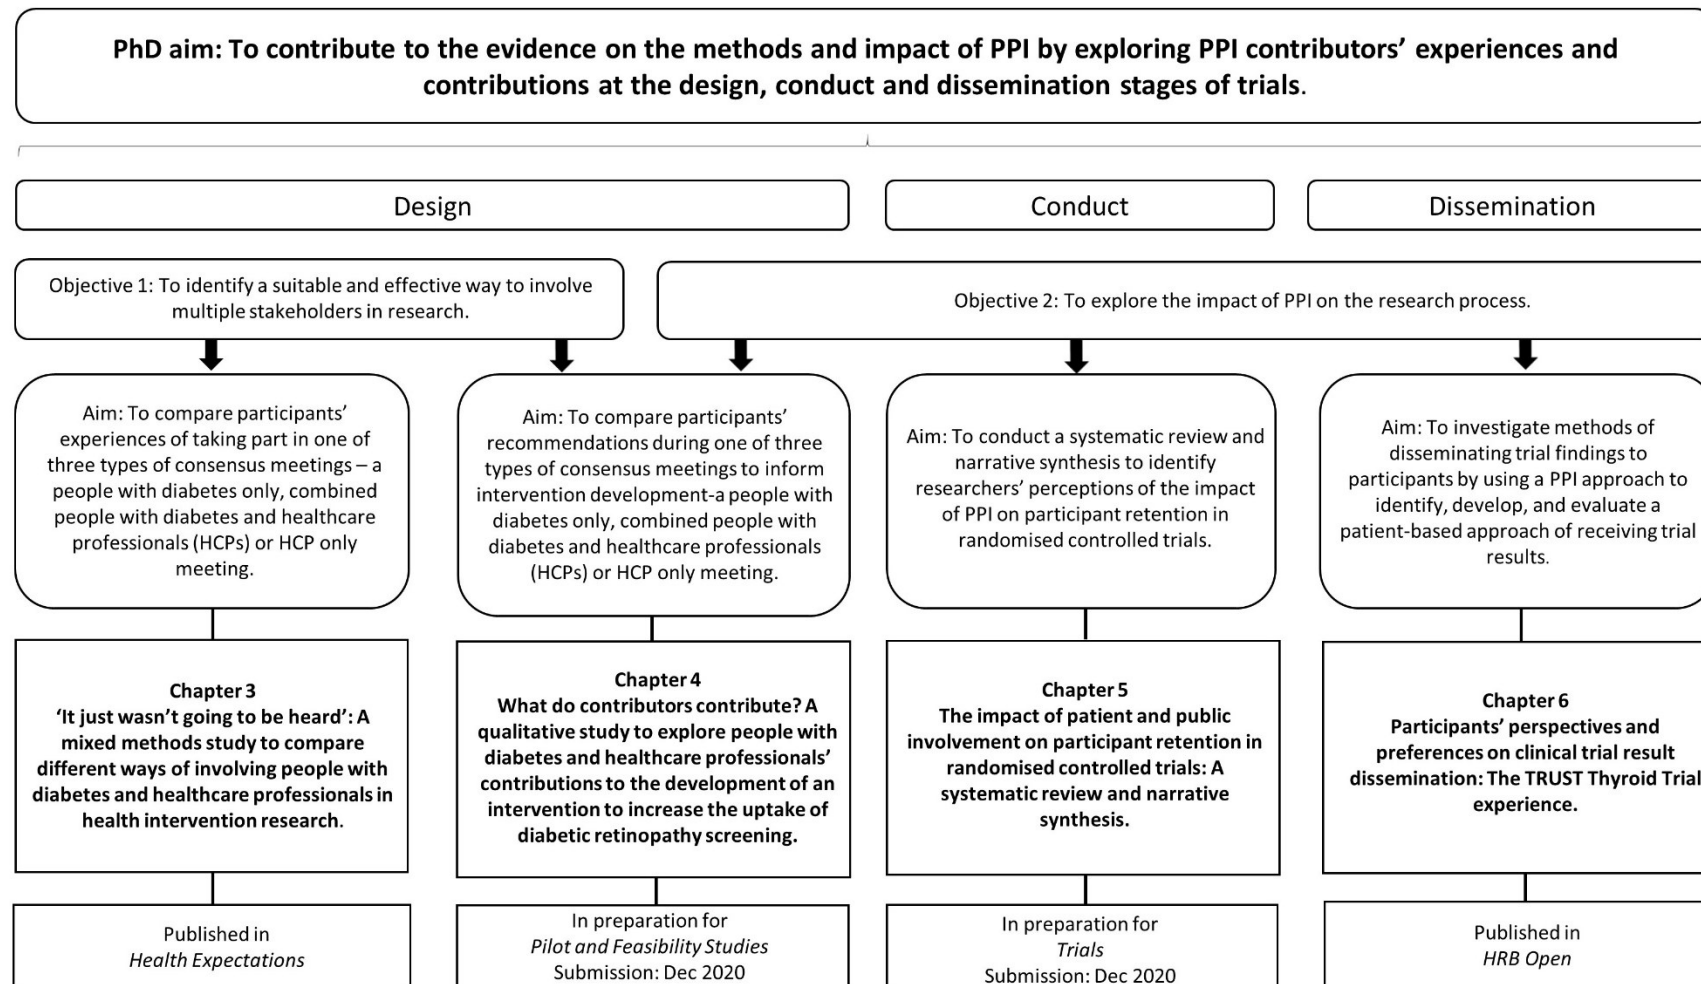 PhD aim: To contribute to the evidence on the methods and impact of PPI by exploring PPI contributors’ experiences and
contributions at the design, conduct and dissemination stages of trials.
Design
Conduct
Dissemination
Objective 1: To identify a suitable and effective way to involve
multiple stakeholders in research.
Objective 2: To explore the impact of PPI on the research process.
Aim: To compare participants’
experiences of taking part in one of
three types of consensus meetings – a
people with diabetes only, combined
people with diabetes and healthcare
professionals (HCPs) or HCP only
meeting.
Aim: To compare participants’
recommendations during one of three
types of consensus meetings to inform
intervention development-a people with
diabetes only, combined people with
diabetes and healthcare professionals
(HCPs) or HCP only meeting.
Aim: To conduct a systematic review and
narrative synthesis to identify
researchers’ perceptions of the impact
of PPI on participant retention in
randomised controlled trials.
Aim: To investigate methods of
disseminating trial findings to
participants by using a PPI approach to
identify, develop, and evaluate a
patient-based approach of receiving trial
results.
Chapter 3
‘It just wasn’t going to be heard’: A
mixed methods study to compare
different ways of involving people with
diabetes and healthcare professionals in
health intervention research.
Chapter 4
What do contributors contribute? A
qualitative study to explore people with
diabetes and healthcare professionals’
contributions to the development of an
intervention to increase the uptake of
diabetic retinopathy screening.
Chapter 5
The impact of patient and public
involvement on participant retention in
randomised controlled trials: A
systematic review and narrative
synthesis.
Chapter 6
Participants’ perspectives and
preferences on clinical trial result
dissemination: The TRUST Thyroid Trial
experience.
Published in
Health Expectations
In preparation for
Pilot and Feasibility Studies
Submission: Dec 2020
In preparation for
Trials
Submission: Dec 2020
Published in
HRB Open